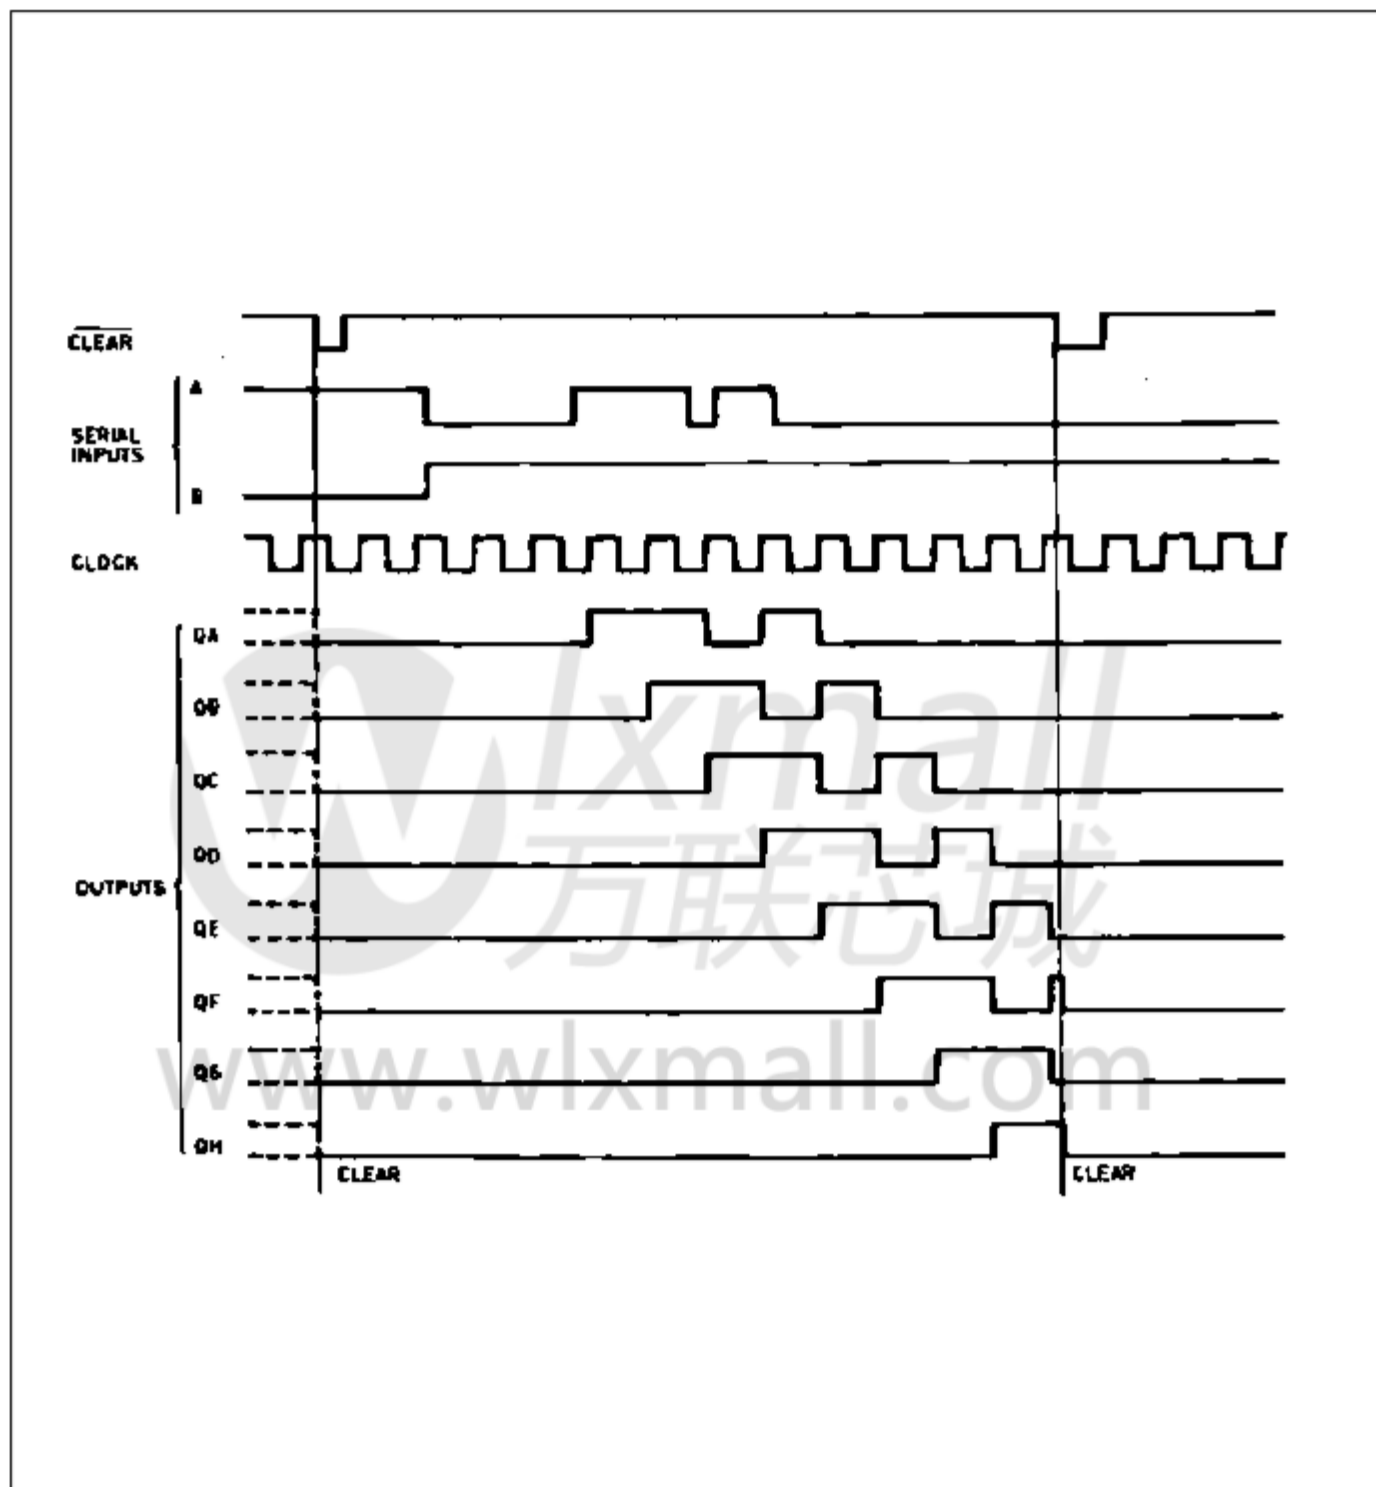 CLEAR
A
SERIAL
INPUTS
B
CLOCK
QA
QB
QC
QD
OUTPUTS
QE
QF
QG
QH
CLEAR
CLEAR
Wlxmall
万联芯城
www.wlxmall.com